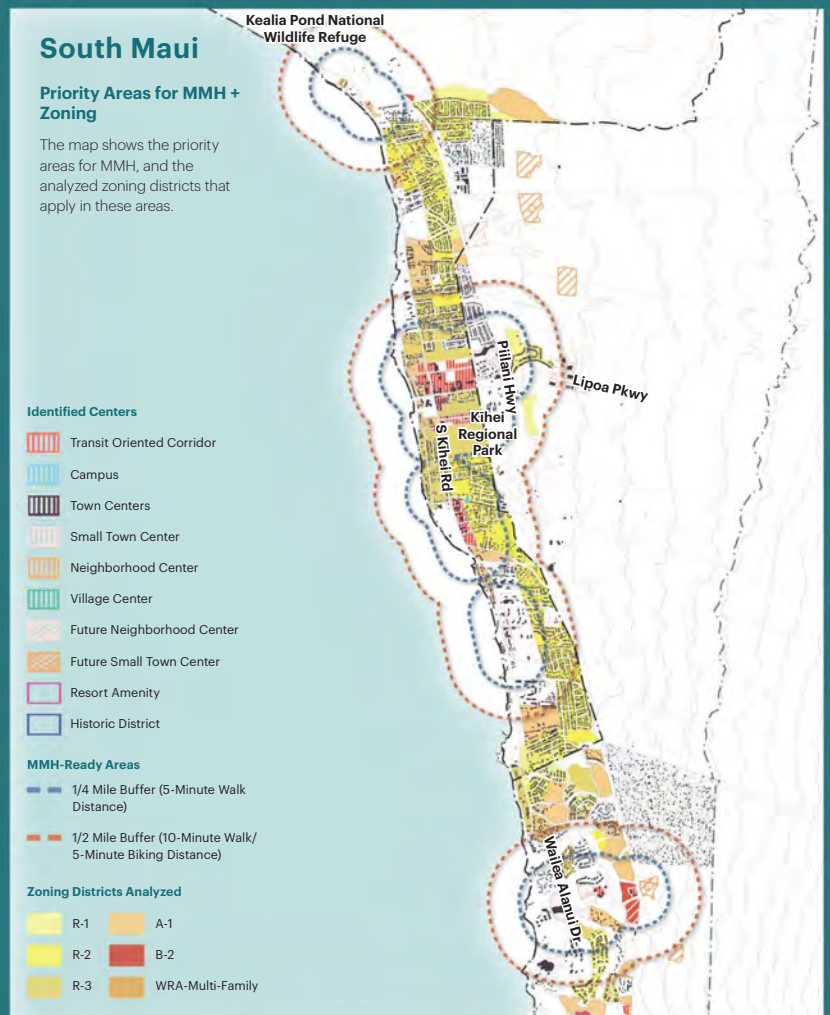 South Maui
Priority Areas for MMH +
Zoning
The map shows the priority
areas for MMH, and the
analyzed zoning districts that
apply in these areas.
Kealia Pond National
Wildlife Refuge
Piilani Hwy
Lipoa Pkwy
Kīhei
Regional
Park
S Kihei Rd
Wailea Alanui Dr
Identified Centers
Transit Oriented Corridor
Campus
Town Centers
Small Town Center
Neighborhood Center
Village Center
Future Neighborhood Center
Future Small Town Center
Resort Amenity
Historic District
MMH-Ready Areas
1/4 Mile Buffer (5-Minute Walk
Distance)
1/2 Mile Buffer (10-Minute Walk/
5-Minute Biking Distance)
Zoning Districts Analyzed
R-1
A-1
R-2
B-2
R-3
WRA-Multi-Family